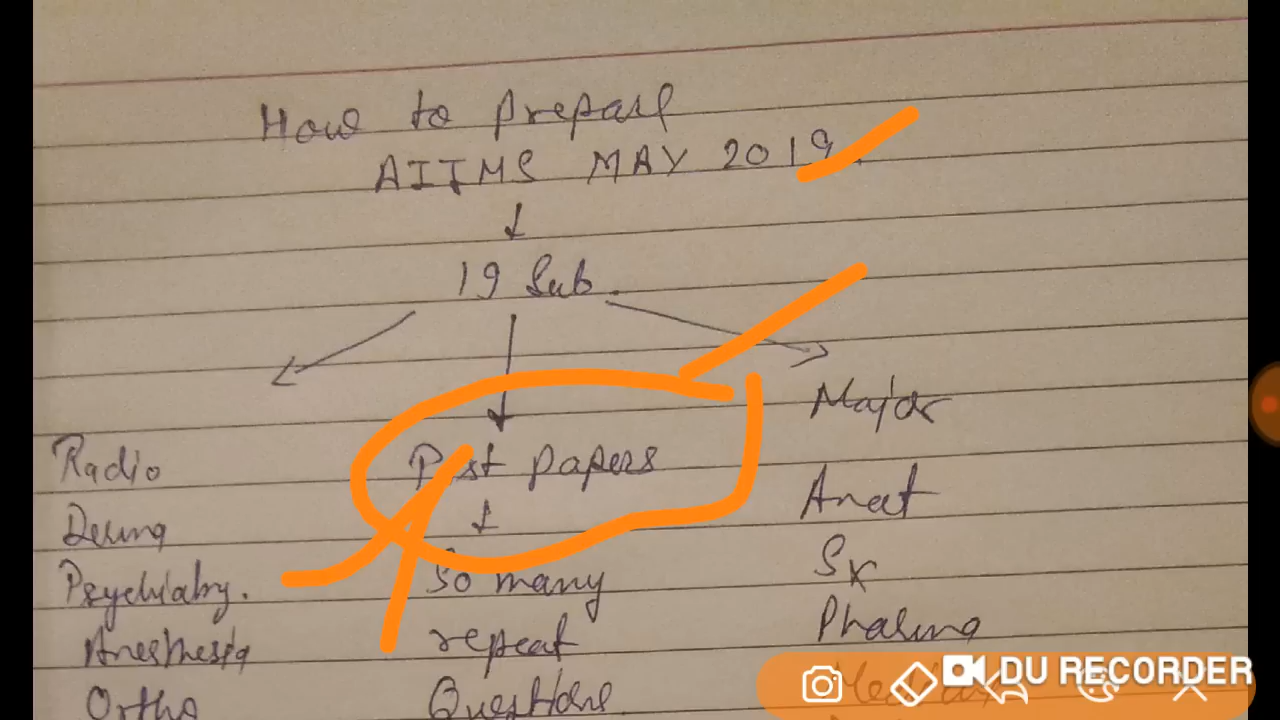 How to prepare
AIIMS MAY 2019.
19 Sub.
Radio
Derma
Psychiatry.
Anesthesia
Ortho
Past papers
So many
repeat
Questions
Major
Anat
Sx
Pharma
DU RECORDER